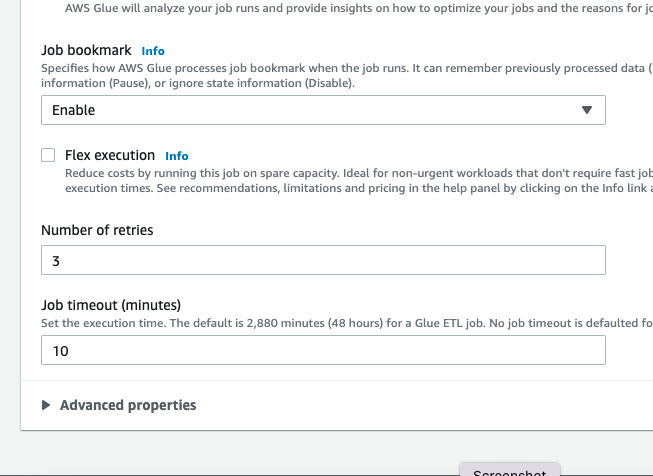 AWS Glue will analyze your job runs and provide insights on how to optimize your jobs and the reasons for
Job bookmark Info
Specifies how AWS Glue processes job bookmark when the job runs. It can remember previously processed data (
information (Pause), or ignore state information (Disable).
Enable
Flex execution Info
Reduce costs by running this job on spare capacity. Ideal for non-urgent workloads that don't require fast job
execution times. See recommendations, limitations and pricing in the help panel by clicking on the Info link
Number of retries
3
Job timeout (minutes)
Set the execution time. The default is 2,880 minutes (48 hours) for a Glue ETL job. No job timeout is defaulted
10
Advanced properties
Screenshot